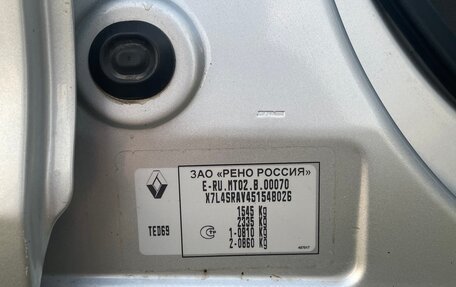 ЗАО «РЕНО РОССИЯ»
E-RU.MT02.B.00070
X7L4SRAV451548026
1545 Kg
2335 Kg
1-0810 Kg
2-0860 Kg
TED69